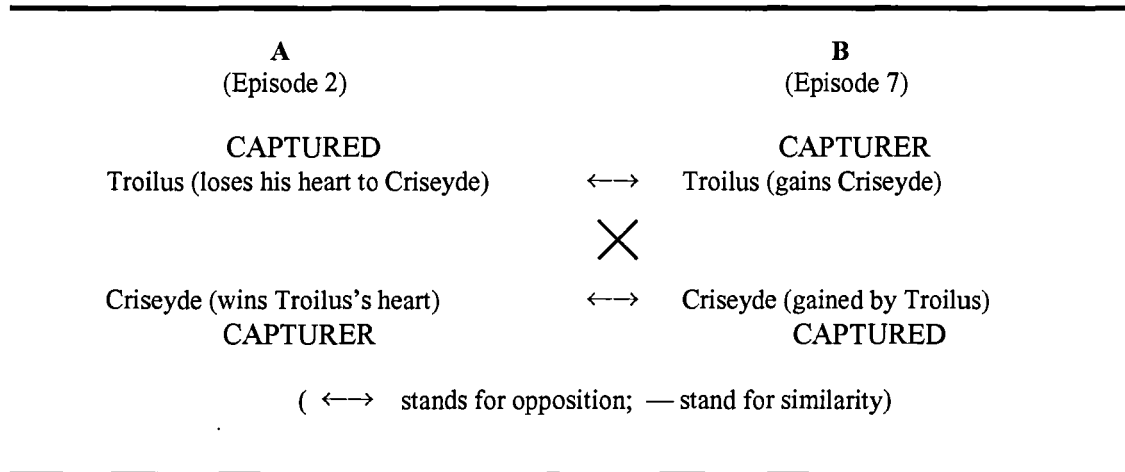 A B
(Episode 2) (Episode 7)
CAPTURED CAPTURER
Troilus (loses his heart to Criseyde) ←→ Troilus (gains Criseyde)
Criseyde (wins Troilus's heart) ←→ Criseyde (gained by Troilus)
CAPTURER CAPTURED
( ←→ stands for opposition; — stand for similarity)